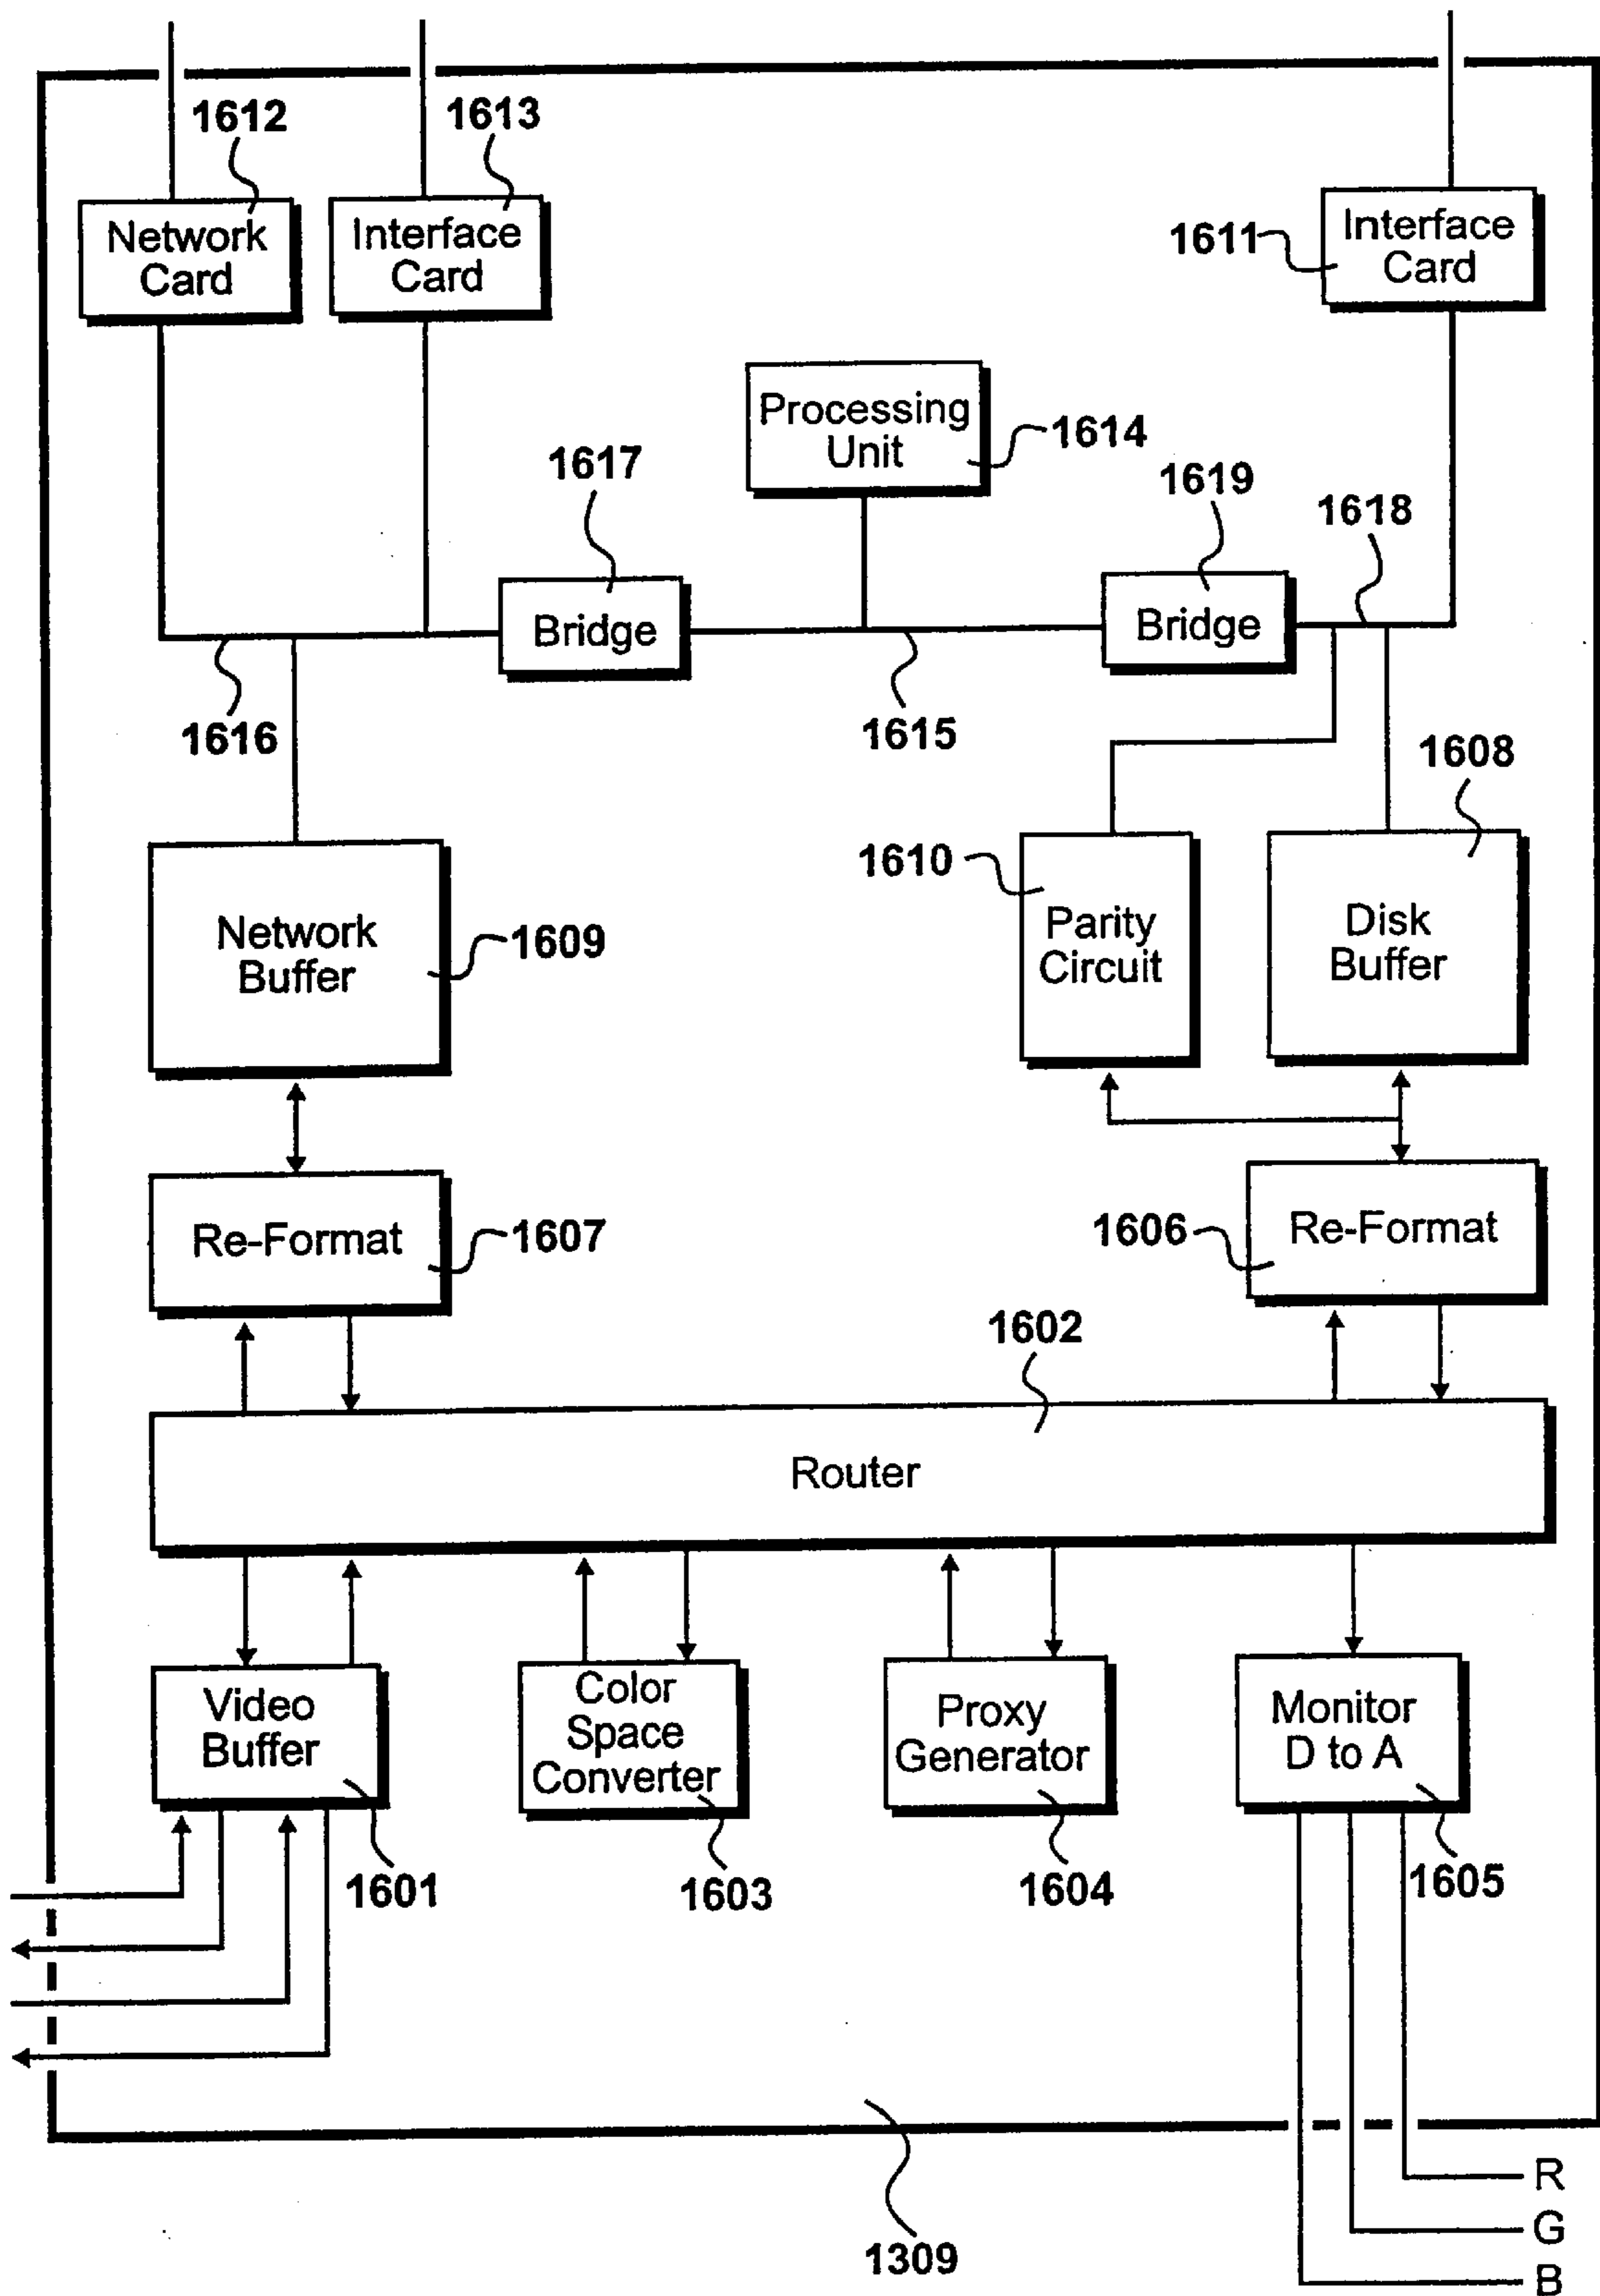 1612
1613
Network
Card
Interface
Card
1611
Interface
Card
Processing
Unit
1614
1617
1619
1618
Bridge
Bridge
1616
1615
1608
1610
Network
Buffer
1609
Parity
Circuit
Disk
Buffer
Re-Format
1607
1606
Re-Format
1602
Router
Video
Buffer
Color
Space
Converter
Proxy
Generator
Monitor
D to A
1601
1603
1604
1605
R
G
B
1309